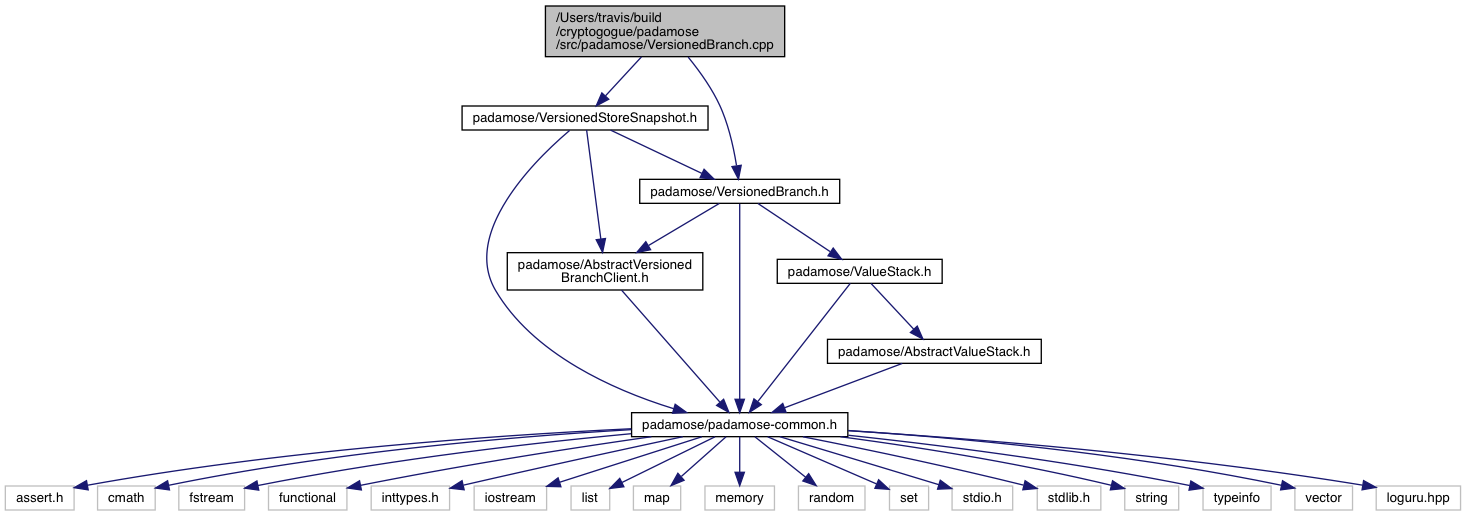 /Users/travis/build
/cryptogogue/padamose
/src/padamose/VersionedBranch.cpp
padamose/VersionedStoreSnapshot.h
padamose/VersionedBranch.h
padamose/AbstractVersioned
BranchClient.h
padamose/ValueStack.h
padamose/AbstractValueStack.h
padamose/padamose-common.h
assert.h
cmath
fstream
functional
inttypes.h
iostream
list
map
memory
random
set
stdio.h
stdlib.h
string
typeinfo
vector
loguru.hpp